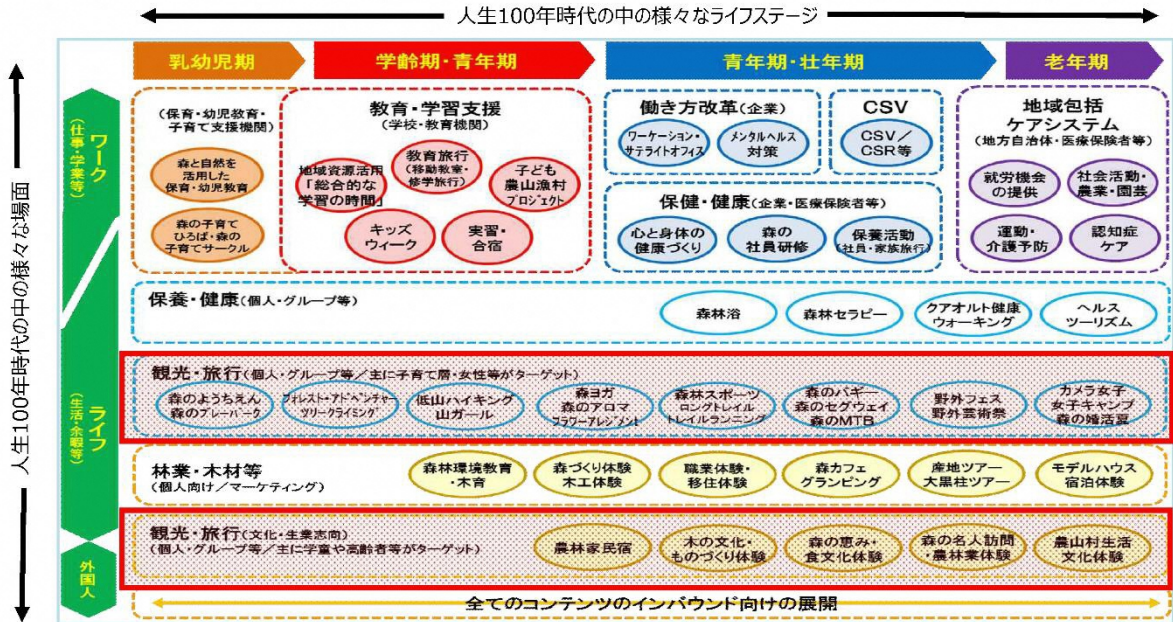 人生100年時代の中の様々なライフステージ
人生100年時代の中の様々な場面
乳幼児期
学齢期・青年期
青年期・壮年期
老年期
ワーク
(仕事・学業等)
ライフ
(生活・余暇等)
外国人
(保育・幼児教育・
子育て支援機関)
森と自然を
活用した
保育・幼児教育
森の子育て
ひろば・森の
子育てサークル
教育・学習支援
(学校・教育機関)
地域資源活用
「総合的な
学習の時間」
教育旅行
(移動教室・
修学旅行)
子ども
農山漁村
プロジェクト
キッズ
ウィーク
実習・
合宿
働き方改革(企業)
ワーケーション・
サテライトオフィス
メンタルヘルス
対策
CSV
CSV/
CSR等
保健・健康(企業・医療保険者等)
心と身体の
健康づくり
森の
社員研修
保養活動
(社員・家族旅行)
地域包括
ケアシステム
(地方自治体・医療保険者等)
就労機会
の提供
社会活動・
農業・園芸
運動・
介護予防
認知症
ケア
保養・健康(個人・グループ等)
森林浴
森林セラピー
クアオルト健康
ウォーキング
ヘルス
ツーリズム
観光・旅行(個人・グループ等/主に子育て層・女性等がターゲット)
森のようちえん
森のプレーパーク
フォレスト・アドベンチャー
ツリークライミング
低山ハイキング
山ガール
森ヨガ
森のアロマ
フラワーアレンジメント
森林スポーツ
ロングトレイル
トレイルランニング
森のバギー
森のセグウェイ
森のMTB
野外フェス
野外芸術祭
カメラ女子
女子キャンプ
森の婚活
林業・木材等
(個人向け/マーケティング)
森林環境教育
・木育
森づくり体験
木工体験
職業体験・
移住体験
森カフェ
グランピング
産地ツアー
大黒柱ツアー
モデルハウス
宿泊体験
観光・旅行(文化・生業志向)
(個人・グループ等/主に学童や高齢者等がターゲット)
農林家民宿
木の文化・
ものづくり体験
森の恵み・
食文化体験
森の名人訪問
・農林業体験
農山村生活
文化体験
全てのコンテンツのインバウンド向けの展開